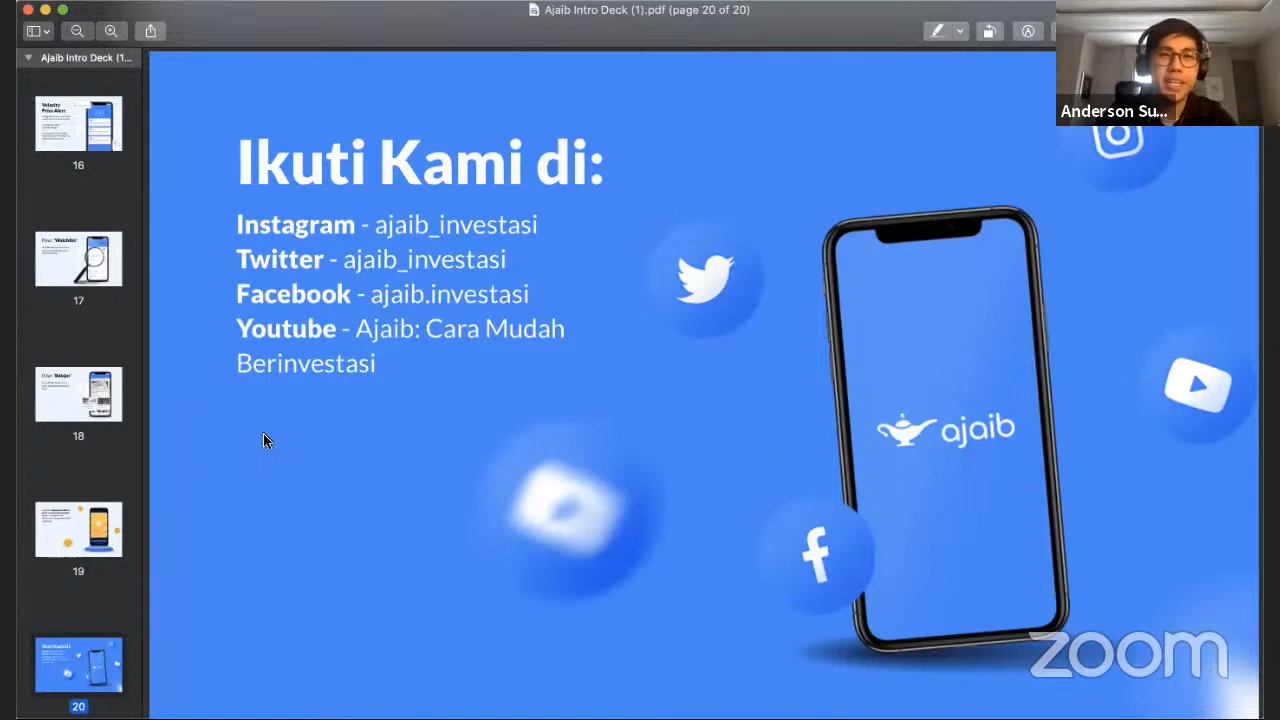 Ajaib Intro Deck (1).pdf (page 20 of 20)
Ajaib Intro Deck (1...
Anderson Su...
16
17
18
19
20
Ikuti Kami di:
Instagram - ajaib_investasi
Twitter - ajaib_investasi
Facebook - ajaib.investasi
Youtube - Ajaib: Cara Mudah
Berinvestasi
ajaib
zoom